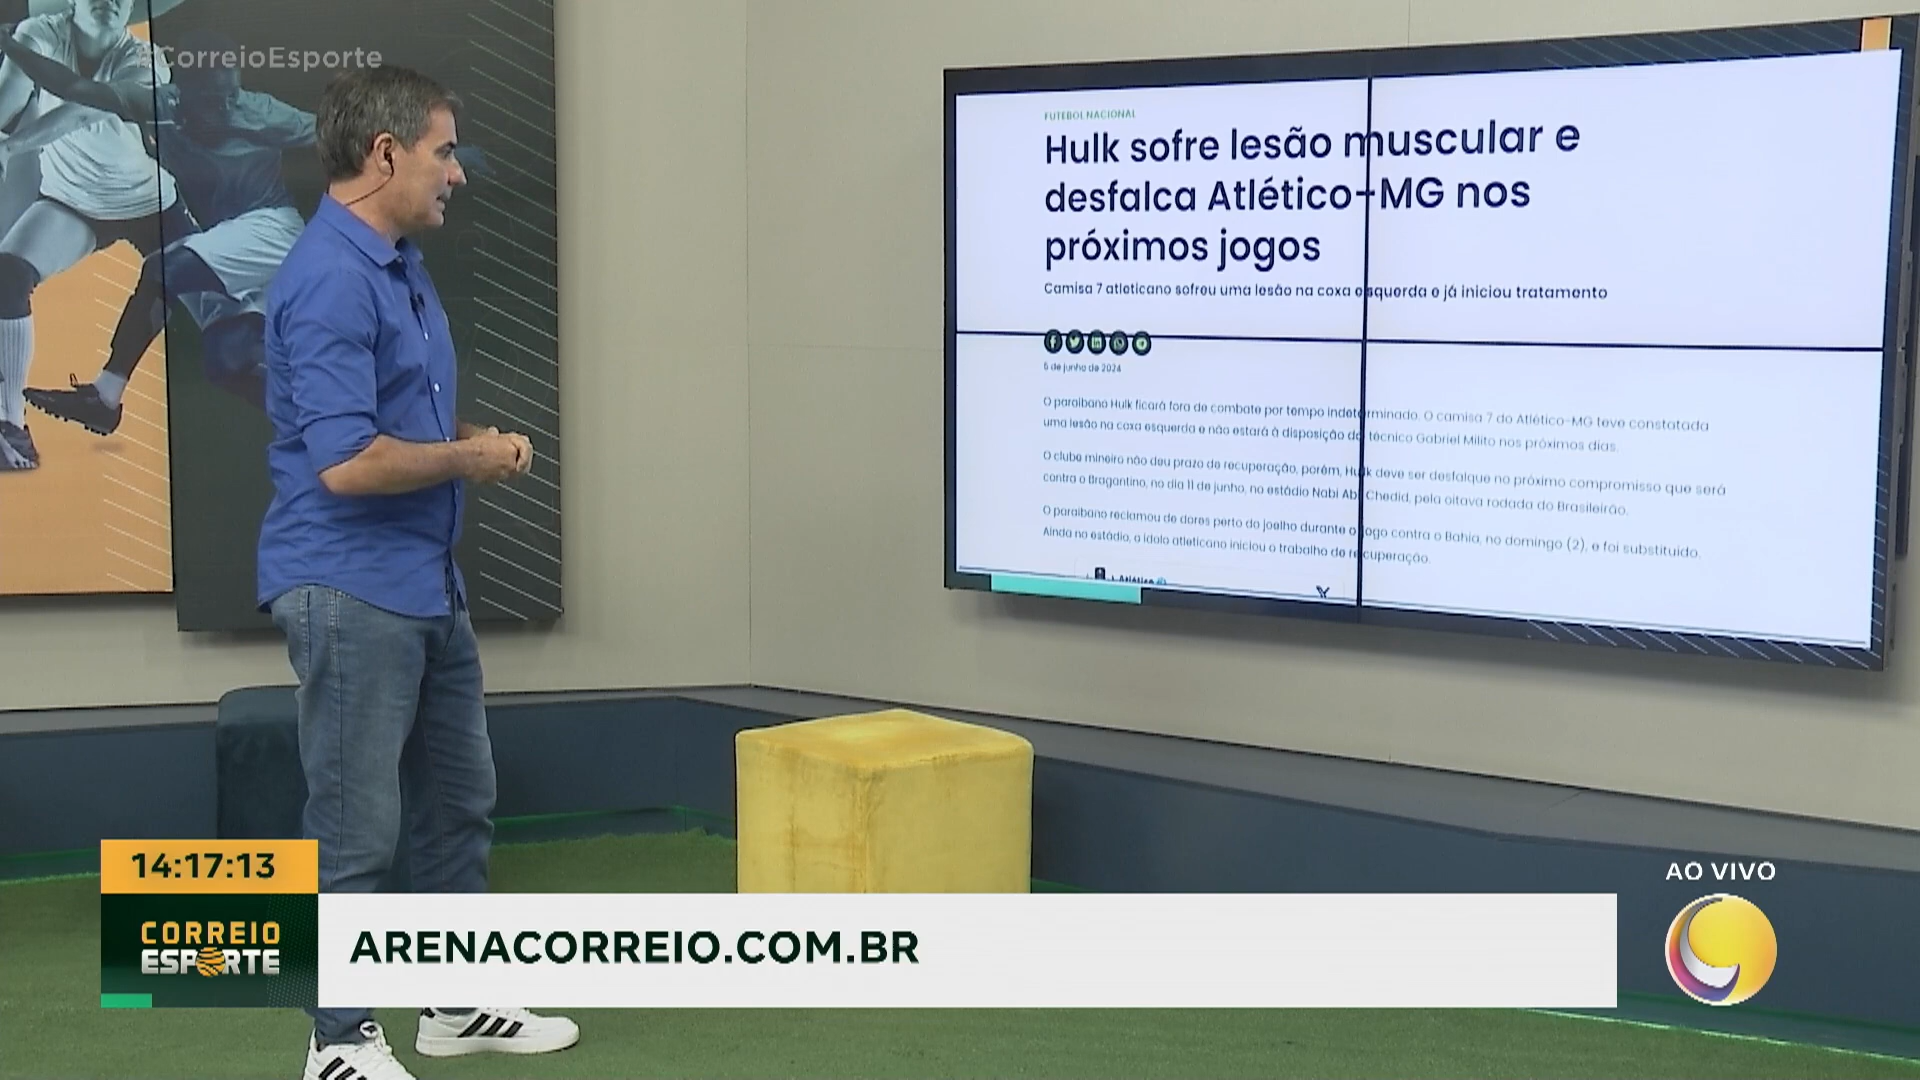 #CorreioEsporte
FUTEBOL NACIONAL
Hulk sofre lesão muscular e
desfalca Atlético-MG nos
próximos jogos
Camisa 7 atleticano sofreu uma lesão na coxa esquerda e já iniciou tratamento
6 de junho de 2024
O paraibano Hulk ficará fora de combate por tempo indeterminado. O camisa 7 do Atlético-MG teve constatada
uma lesão na coxa esquerda e não estará à disposição do técnico Gabriel Milito nos próximos dias.
O clube mineiro não deu prazo de recuperação, porém, Hulk deve ser desfalque no próximo compromisso que será
contra o Bragantino, no dia 11 de junho, no estádio Nabi Abi Chedid, pela oitava rodada do Brasileirão.
O paraibano reclamou de dores perto do joelho durante o jogo contra o Bahia, no domingo (2), e foi substituído.
Ainda no estádio, o ídolo atleticano iniciou o trabalho de recuperação.
Atlético
14:17:13
CORREIO
ESPORTE
ARENACORREIO.COM.BR
AO VIVO